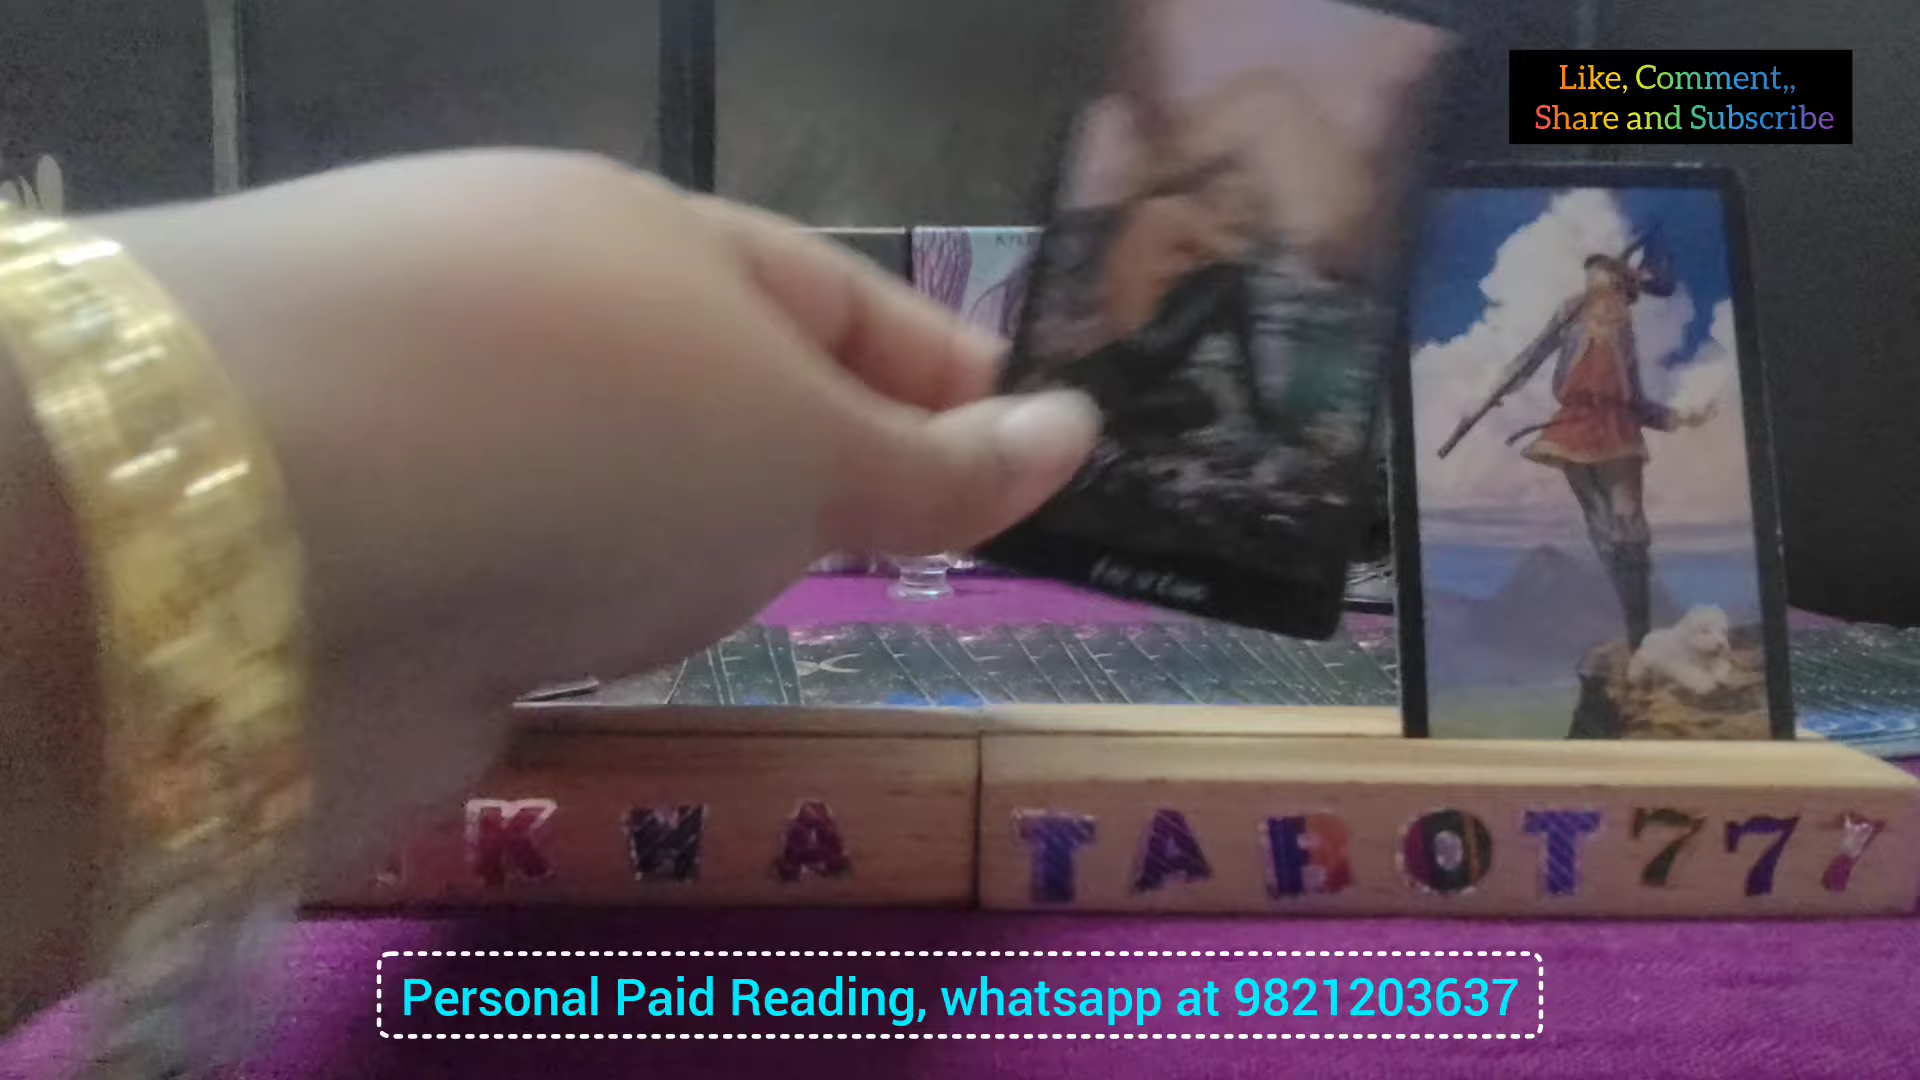 Like, Comment,,
Share and Subscribe
K W A TAROT777
Personal Paid Reading, whatsapp at 9821203637